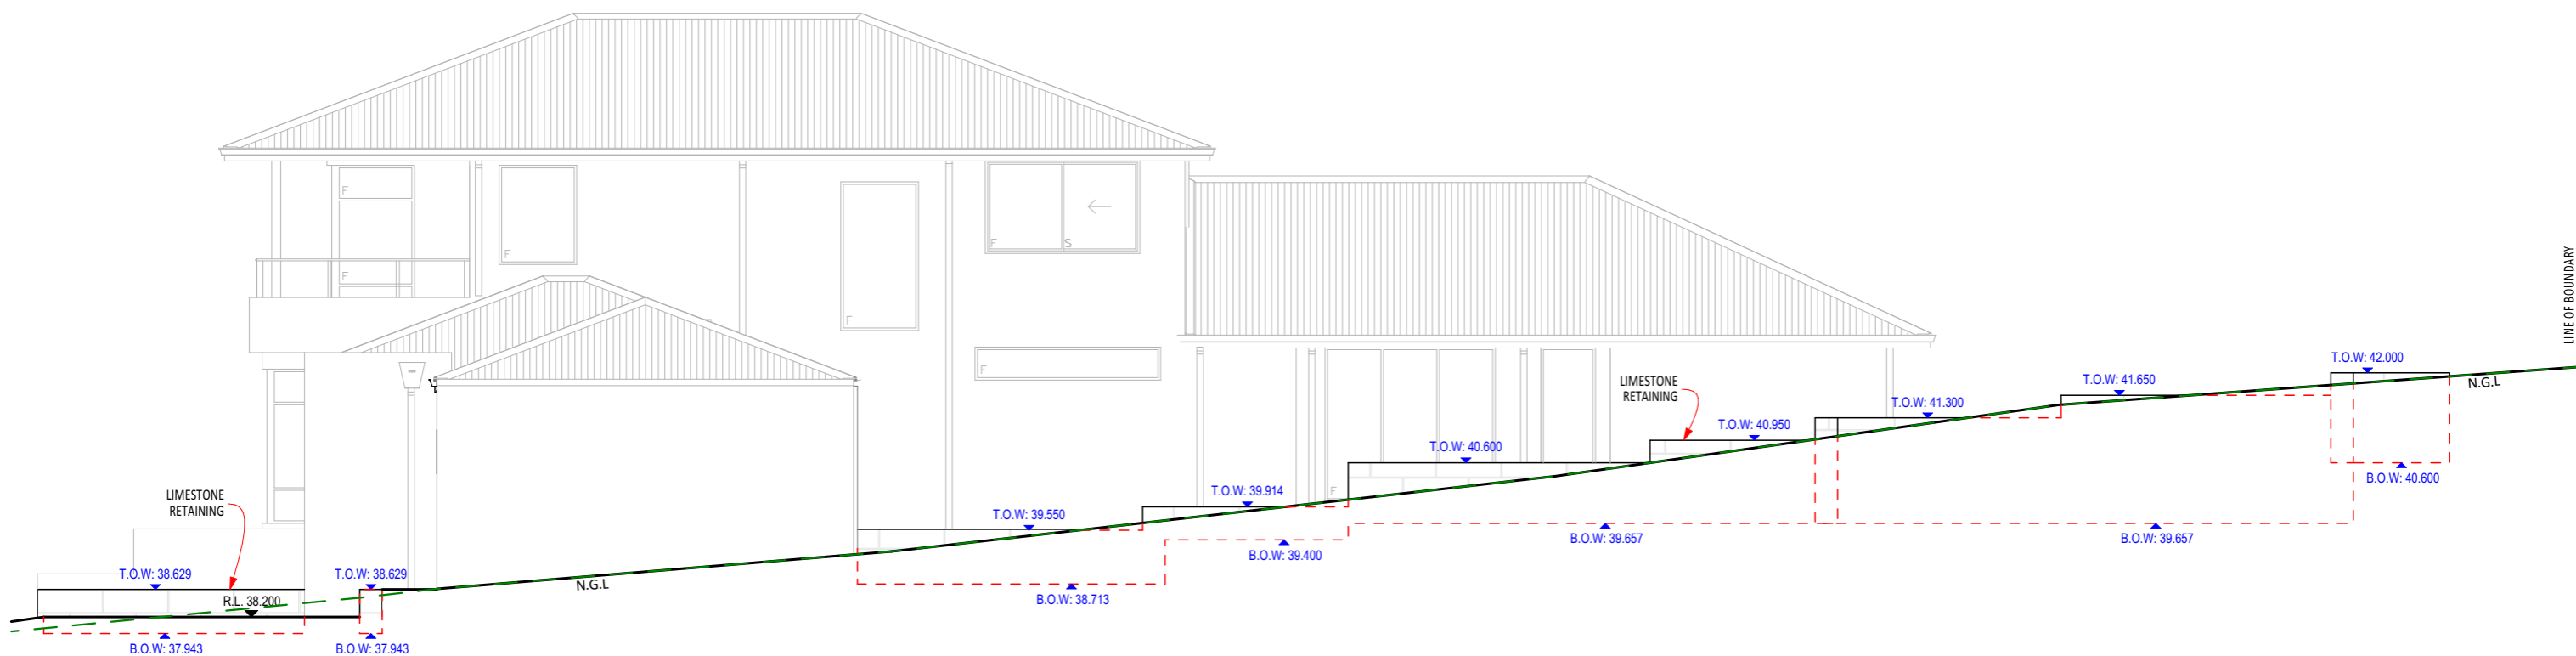 F
F
F
F
F
S
F
F
LINE OF BOUNDARY
T.O.W: 42.000
N.G.L
T.O.W: 41.650
LIMESTONE
RETAINING
T.O.W: 41.300
T.O.W: 40.950
T.O.W: 40.600
B.O.W: 40.600
T.O.W: 39.914
LIMESTONE
RETAINING
T.O.W: 39.550
B.O.W: 39.400
B.O.W: 39.657
B.O.W: 39.657
T.O.W: 38.629
T.O.W: 38.629
N.G.L
R.L. 38.200
B.O.W: 38.713
B.O.W: 37.943
B.O.W: 37.943